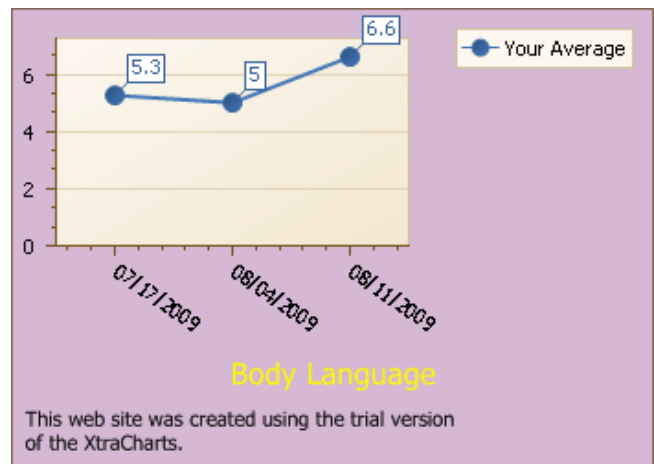 6.6
Your Average
5.3
5
6
4
2
0
07/17/2009
08/04/2009
08/11/2009
Body Language
This web site was created using the trial version
of the XtraCharts.